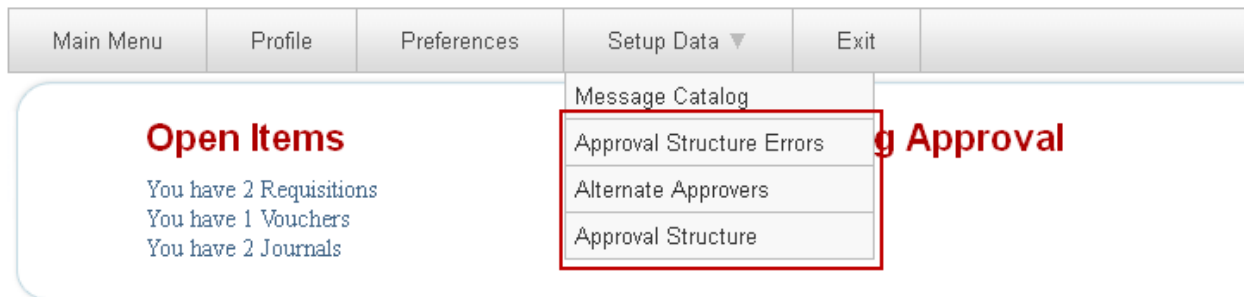 Main Menu Profile Preferences Setup Data Exit
Message Catalog
Approval Structure Errors
Alternate Approvers
Approval Structure
Open Items
You have 2 Requisitions
You have 1 Vouchers
You have 2 Journals
Approval